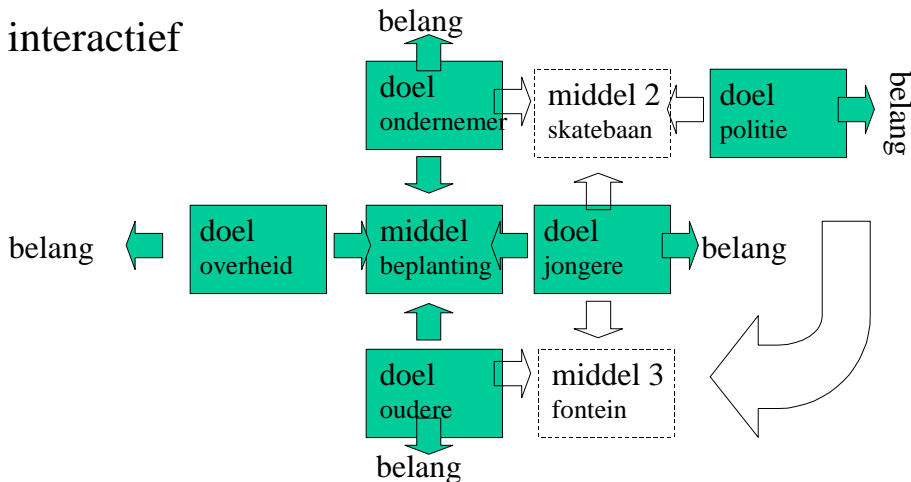 interactief
belang
doel
ondernemer
middel 2
skatebaan
doel
politie
belang
belang
doel
overheid
middel
beplanting
doel
jongere
belang
doel
oudere
middel 3
fontein
belang